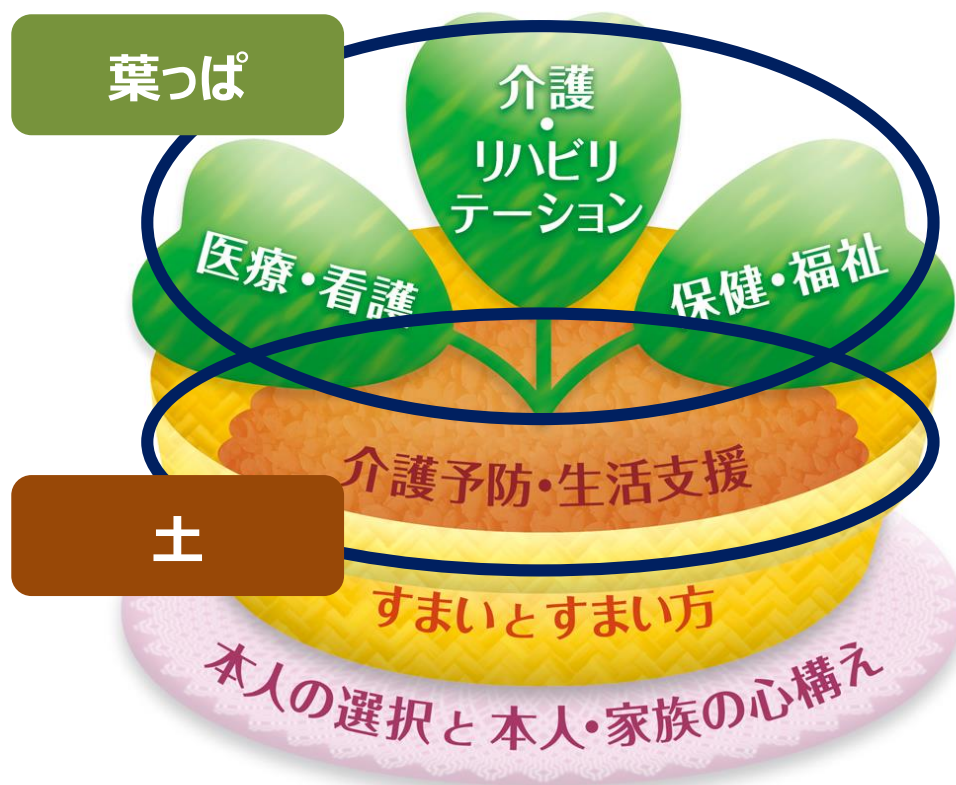 葉っぱ
介護
・
リハビリ
テーション
医療・看護
保健・福祉
介護予防・生活支援
土
すまいとすまい方
本人の選択と本人・家族の心構え